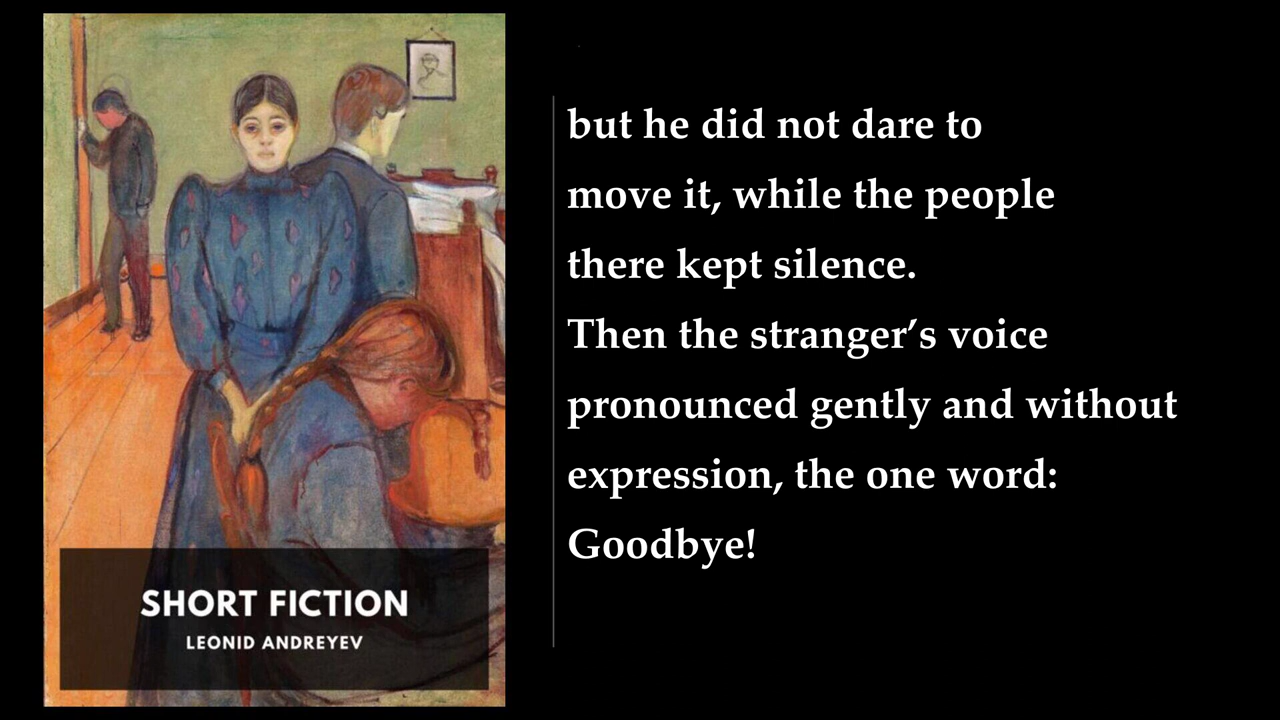 SHORT FICTION
LEONID ANDREYEV
but he did not dare to
move it, while the people
there kept silence.
Then the stranger’s voice
pronounced gently and without
expression, the one word:
Goodbye!